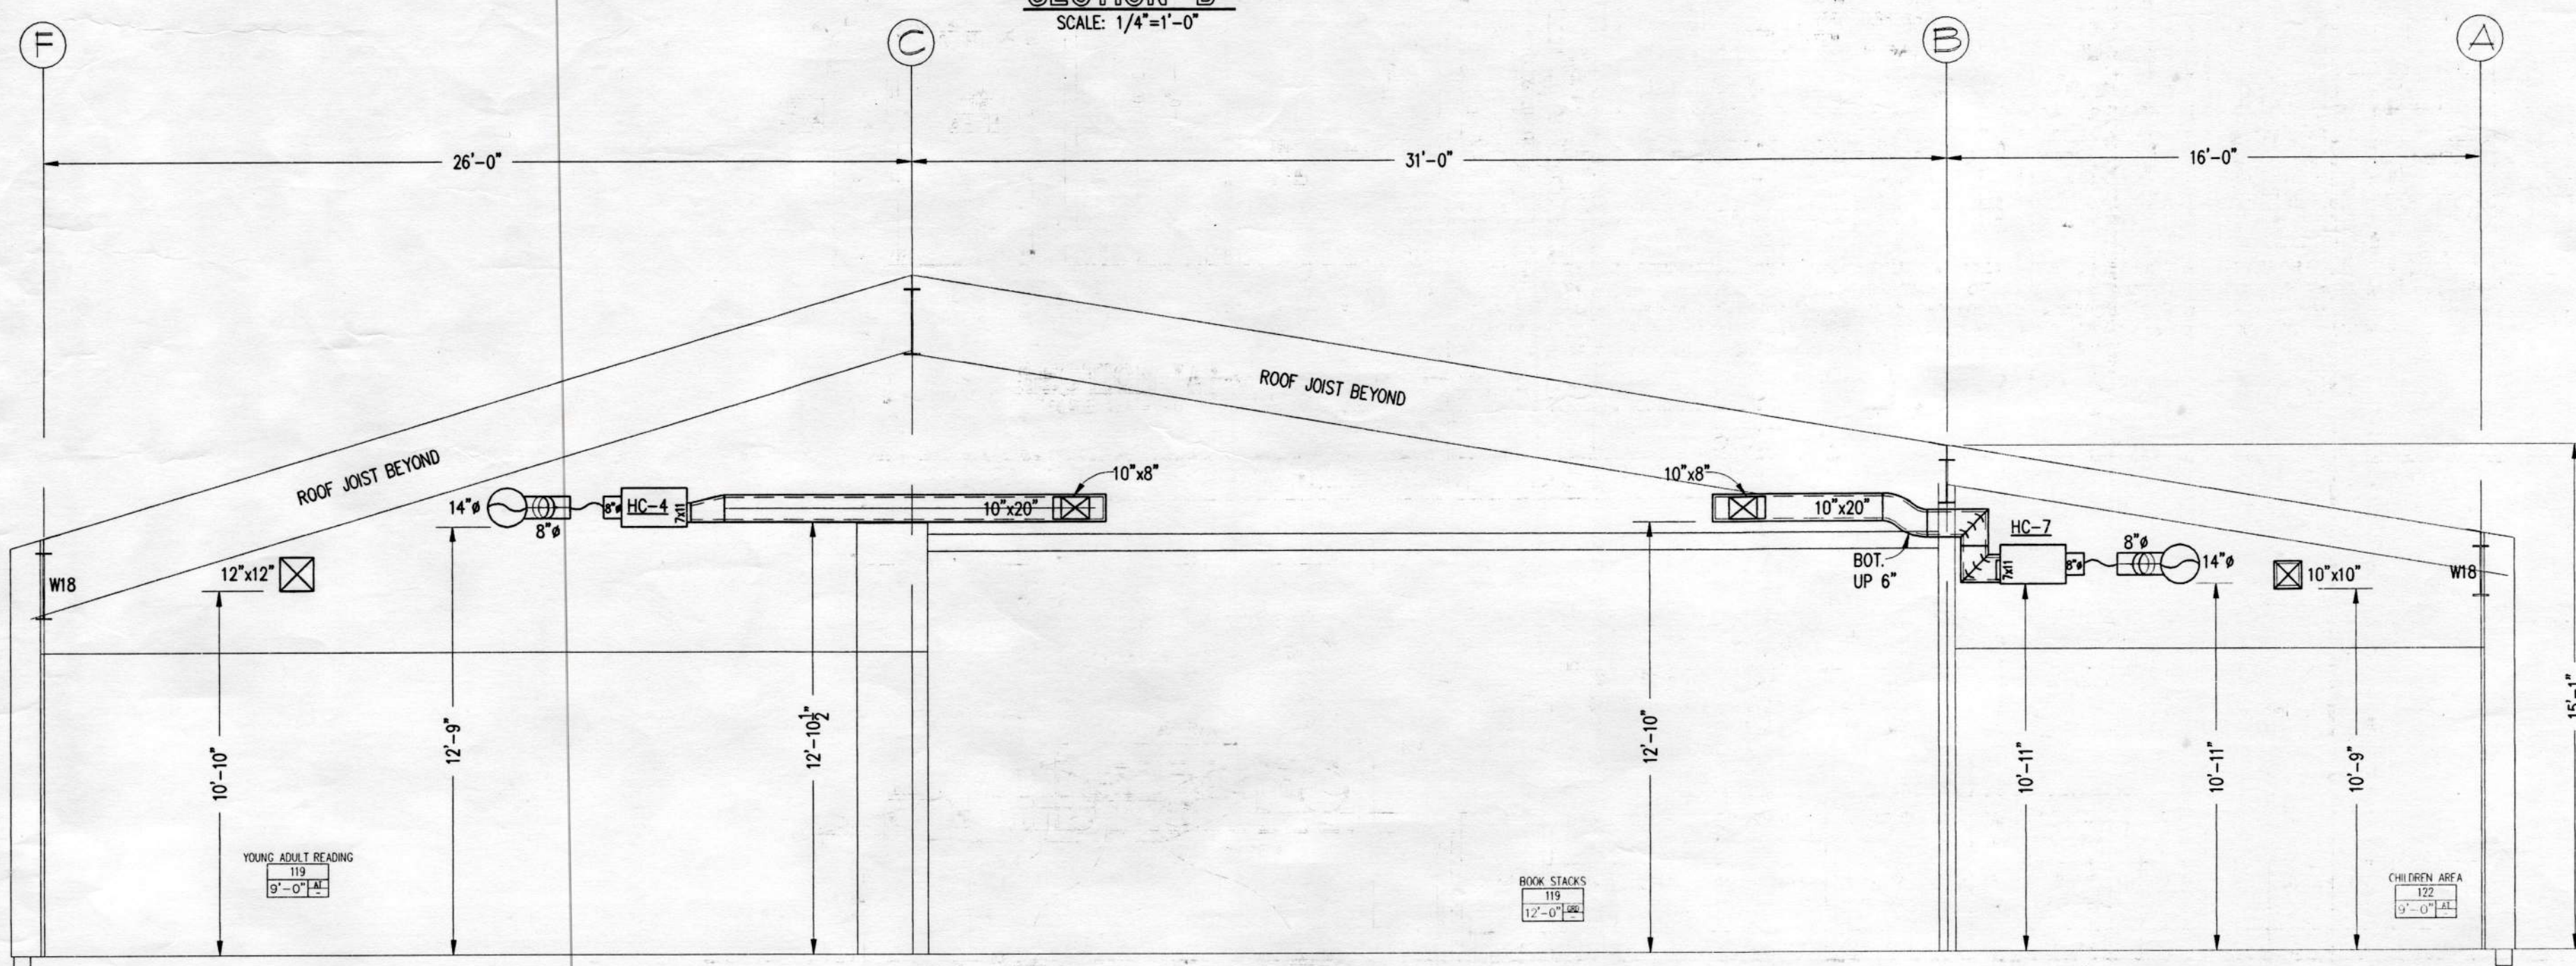 SCALE: 1/4"=1'-0"
F
C
B
A
26'-0"
31'-0"
16'-0"
ROOF JOIST BEYOND
ROOF JOIST BEYOND
10"x8"
10"x8"
14"ø
8"ø
8"ø
HC-4
7x11
10"x20"
10"x20"
HC-7
12"x12"
W18
BOT.
UP 6"
7x11
8"ø
8"ø
14"ø
10"x10"
W18
10'-10"
12'-9"
12'-10½"
12'-10"
10'-11"
10'-11"
10'-9"
15'-1"
YOUNG ADULT READING
119
9'-0" AT
-
BOOK STACKS
119
12'-0" GRD
-
CHILDREN AREA
122
9'-0" AT
-